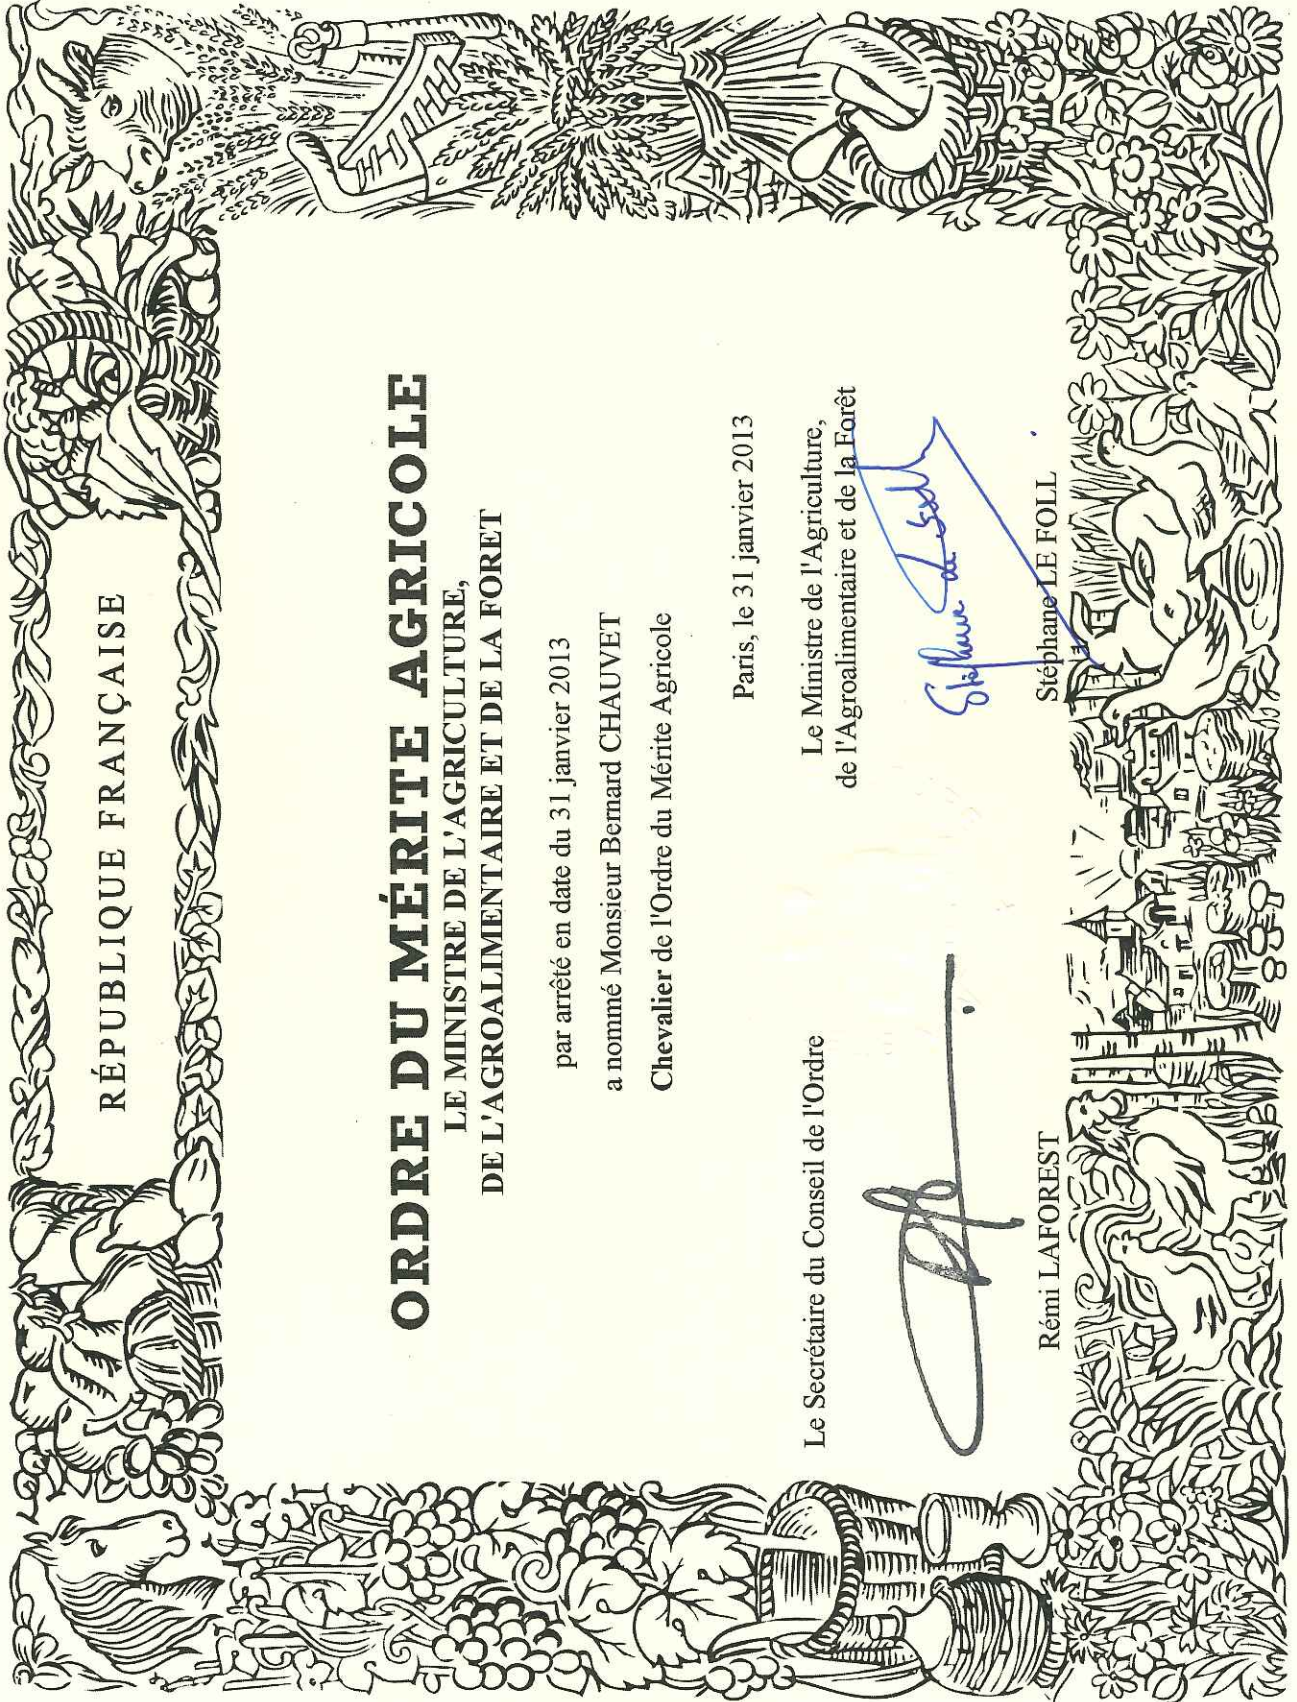 RÉPUBLIQUE FRANÇAISE
ORDRE DU MÉRITE AGRICOLE
LE MINISTRE DE L'AGRICULTURE,
DE L'AGROALIMENTAIRE ET DE LA FORET
par arrêté en date du 31 janvier 2013
a nommé Monsieur Bernard CHAUVET
Chevalier de l'Ordre du Mérite Agricole
Paris, le 31 janvier 2013
Le Secrétaire du Conseil de l'Ordre
Le Ministre de l'Agriculture,
de l'Agroalimentaire et de la Forêt
Rémi LAFOREST
Stéphane LE FOLL